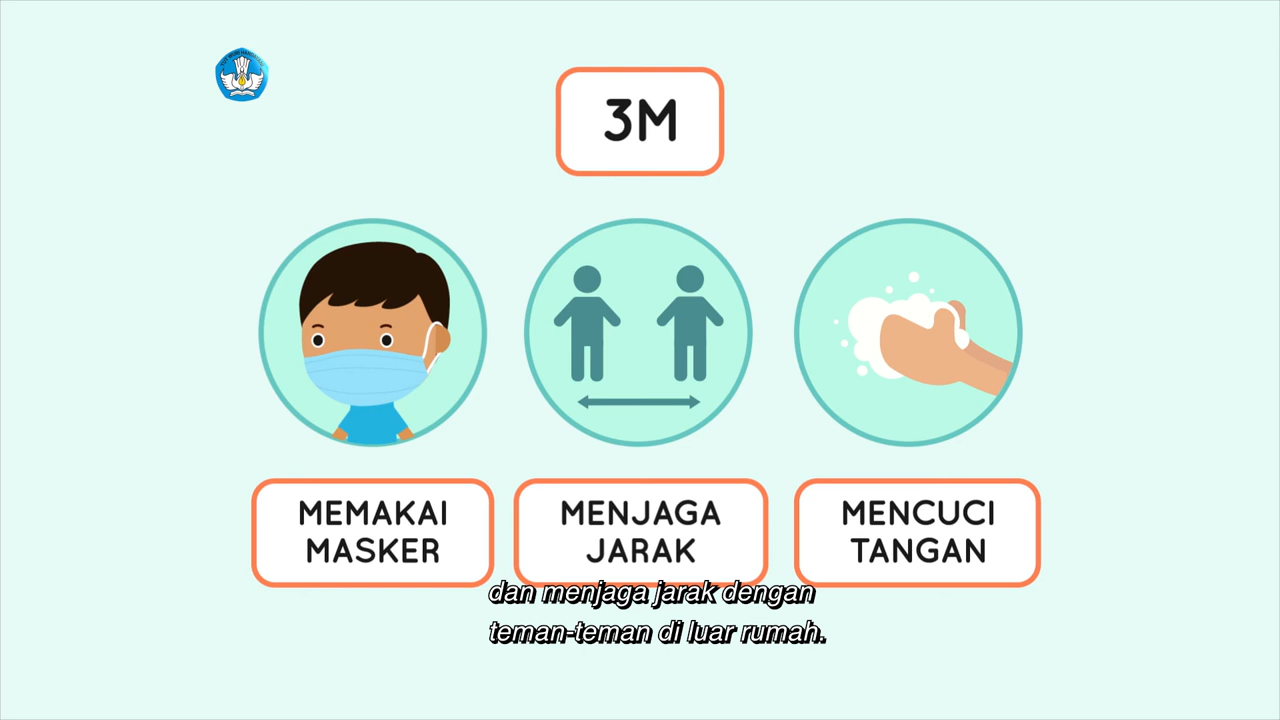 3M
MEMAKAI
MASKER
MENJAGA
JARAK
MENCUCI
TANGAN
dan menjaga jarak dengan
teman-teman di luar rumah.